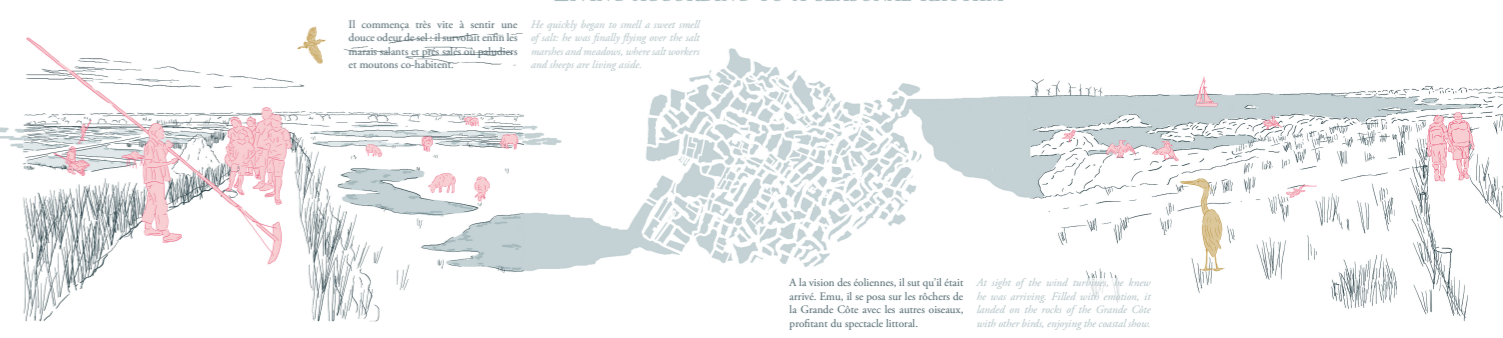 Il commença très vite à sentir une
douce odeur de sel : il survolait enfin les
marais salants et près salés où paludiers
et moutons co-habitent.
He quickly began to smell a sweet smell
of salt: he was finally flying over the salt
marshes and meadows, where salt workers
and sheeps are living aside.
A la vision des éoliennes, il sut qu'il était
arrivé. Emu, il se posa sur les rôchers de
la Grande Côte avec les autres oiseaux,
profitant du spectacle littoral.
At sight of the wind turbines, he knew
he was arriving. Filled with emotion, it
landed on the rocks of the Grande Côte
with other birds, enjoying the coastal show.